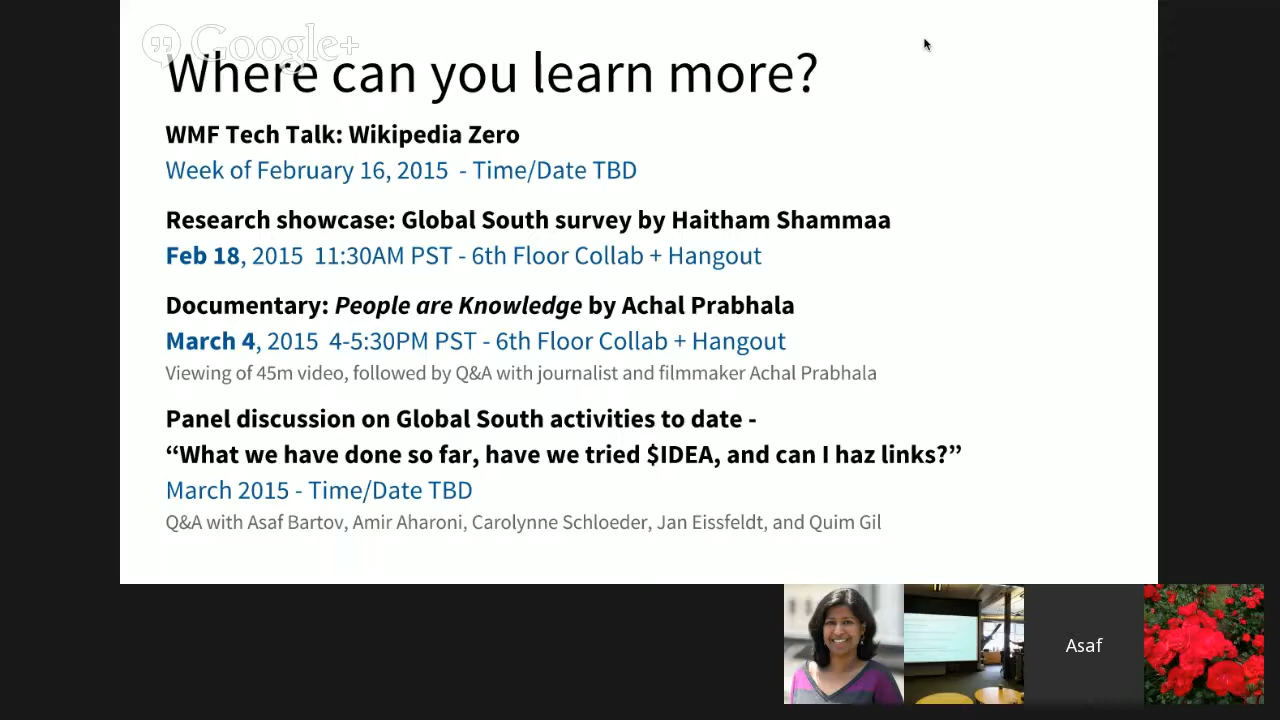 Google+
Where can you learn more?
WMF Tech Talk: Wikipedia Zero
Week of February 16, 2015 - Time/Date TBD
Research showcase: Global South survey by Haitham Shammaa
Feb 18, 2015 11:30AM PST - 6th Floor Collab + Hangout
Documentary: People are Knowledge by Achal Prabhala
March 4, 2015 4-5:30PM PST - 6th Floor Collab + Hangout
Viewing of 45m video, followed by Q&A with journalist and filmmaker Achal Prabhala
Panel discussion on Global South activities to date -
“What we have done so far, have we tried $IDEA, and can I haz links?”
March 2015 - Time/Date TBD
Q&A with Asaf Bartov, Amir Aharoni, Carolynne Schloeder, Jan Eissfeldt, and Quim Gil
Asaf